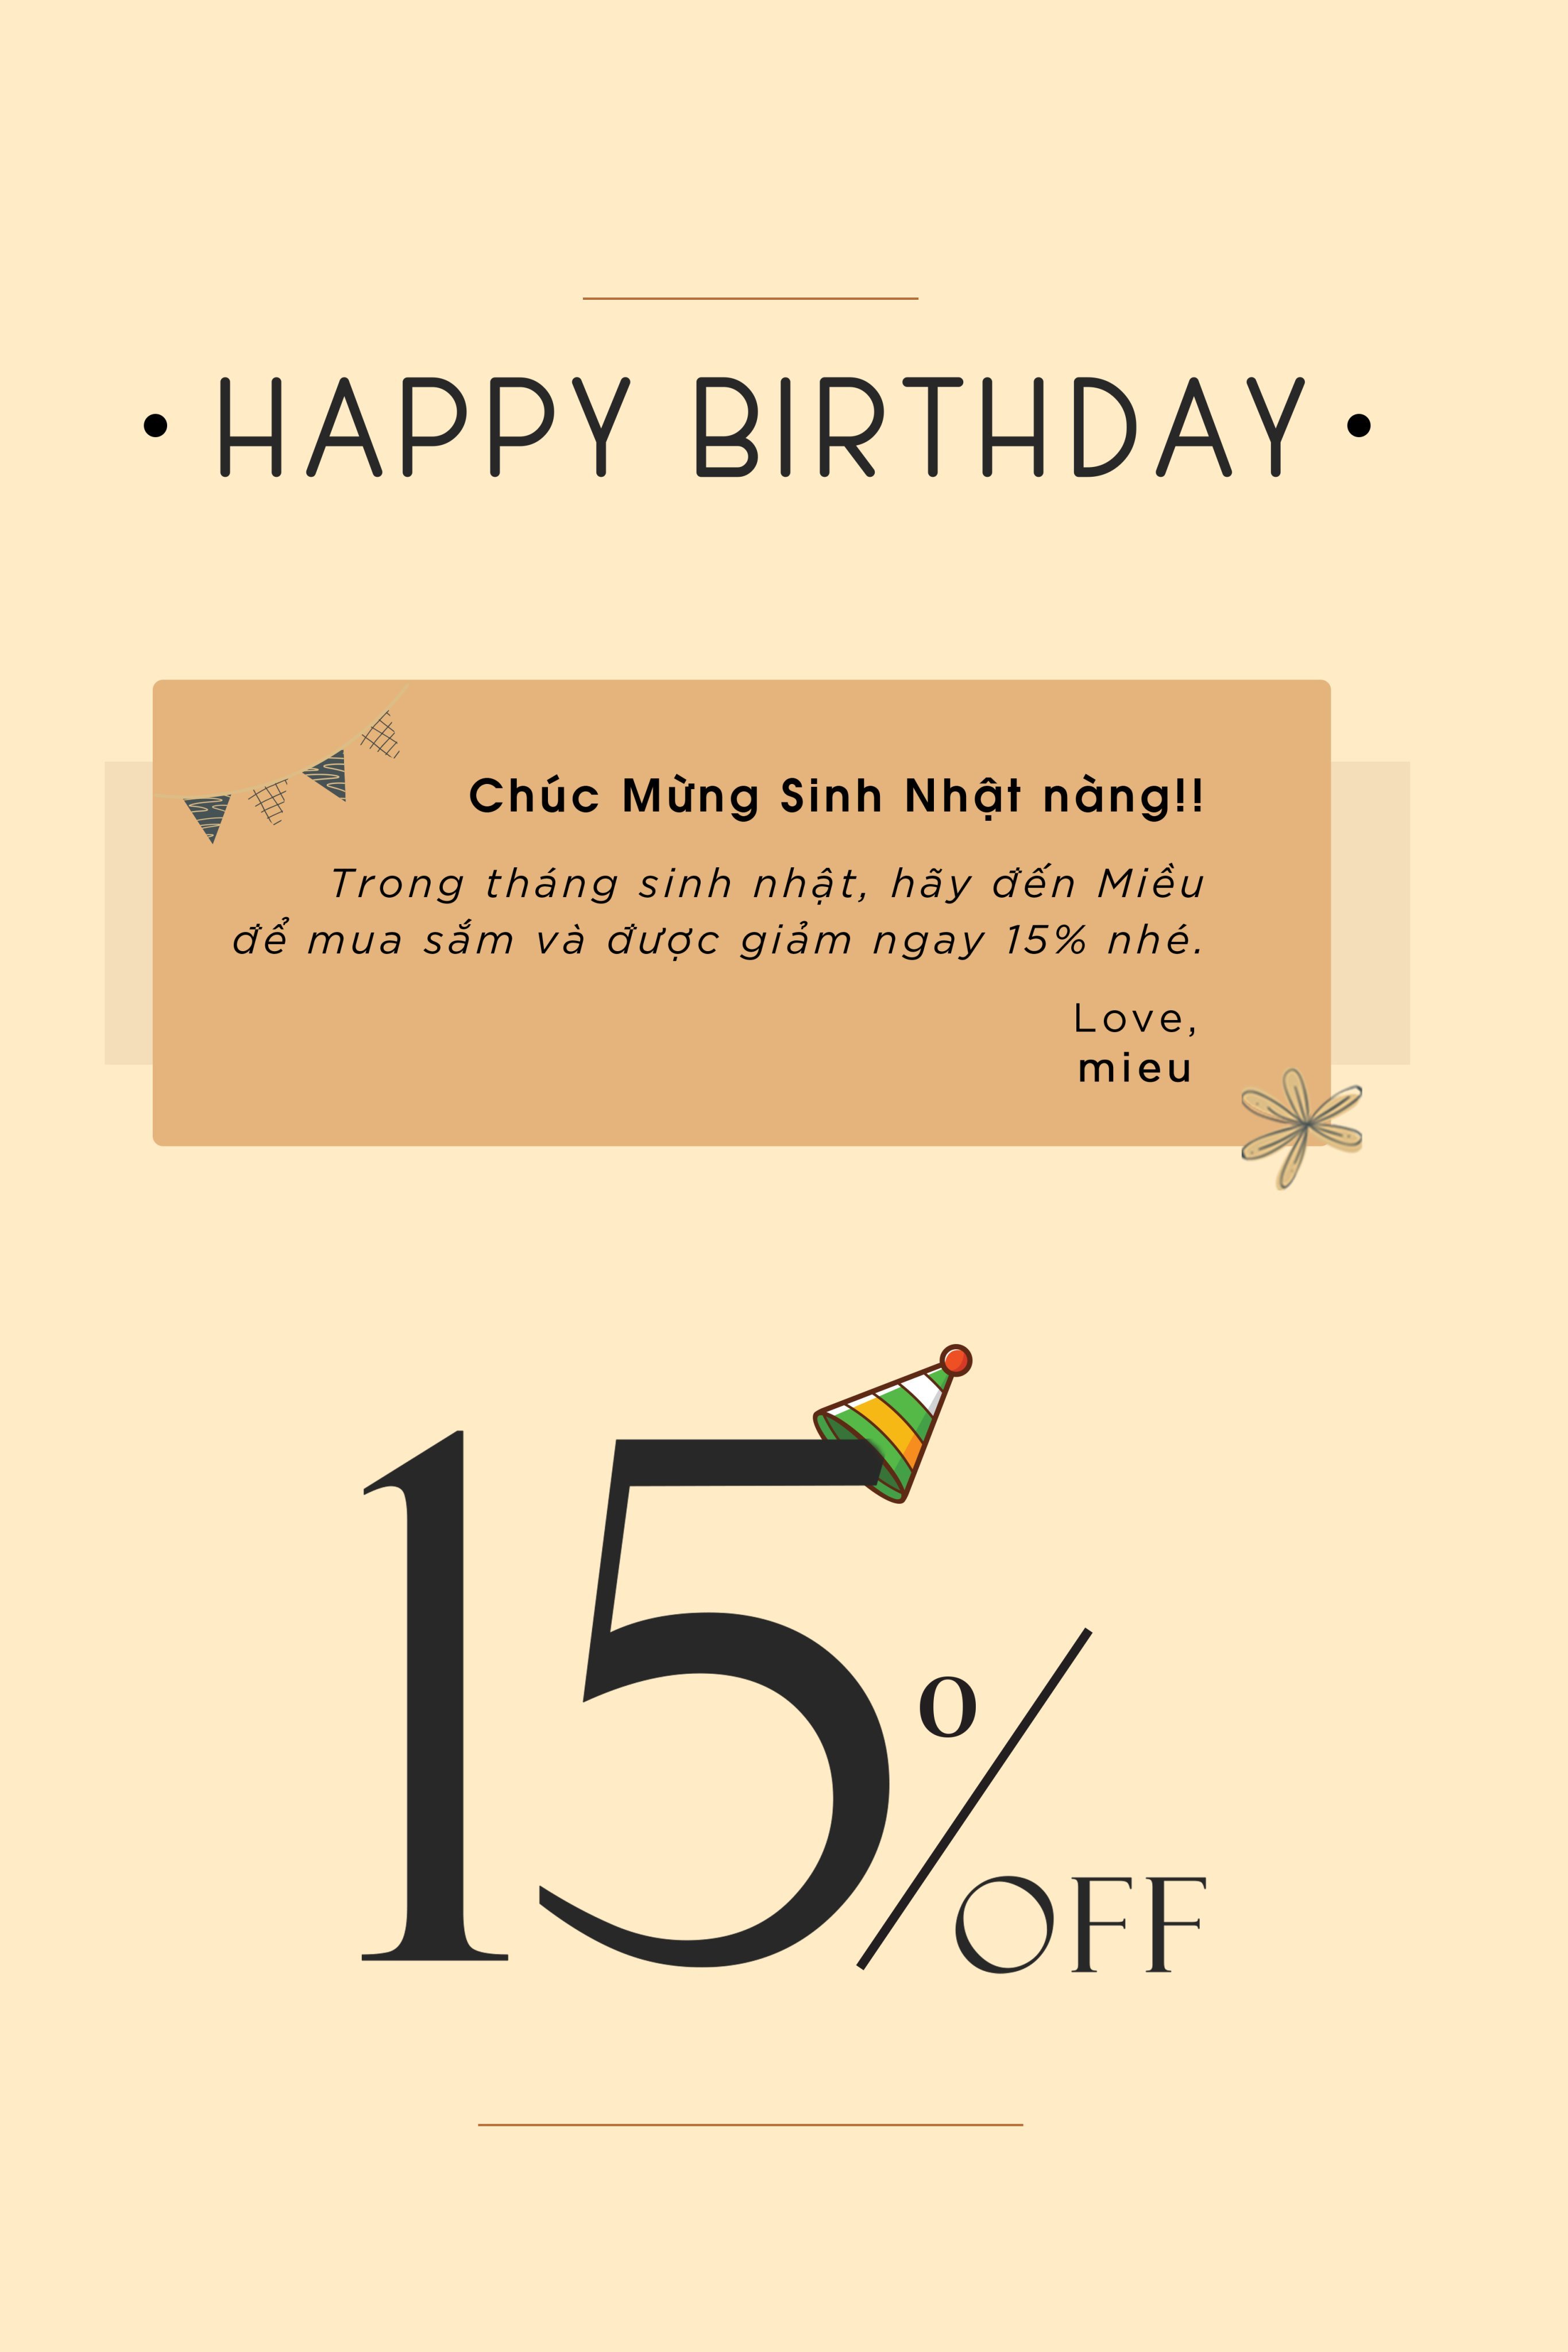 • HAPPY BIRTHDAY •
Chúc Mừng Sinh Nhật nàng!!
Trong tháng sinh nhật, hãy đến Miều
để mua sắm và được giảm ngay 15% nhé.
Love,
mieu
15%
OFF